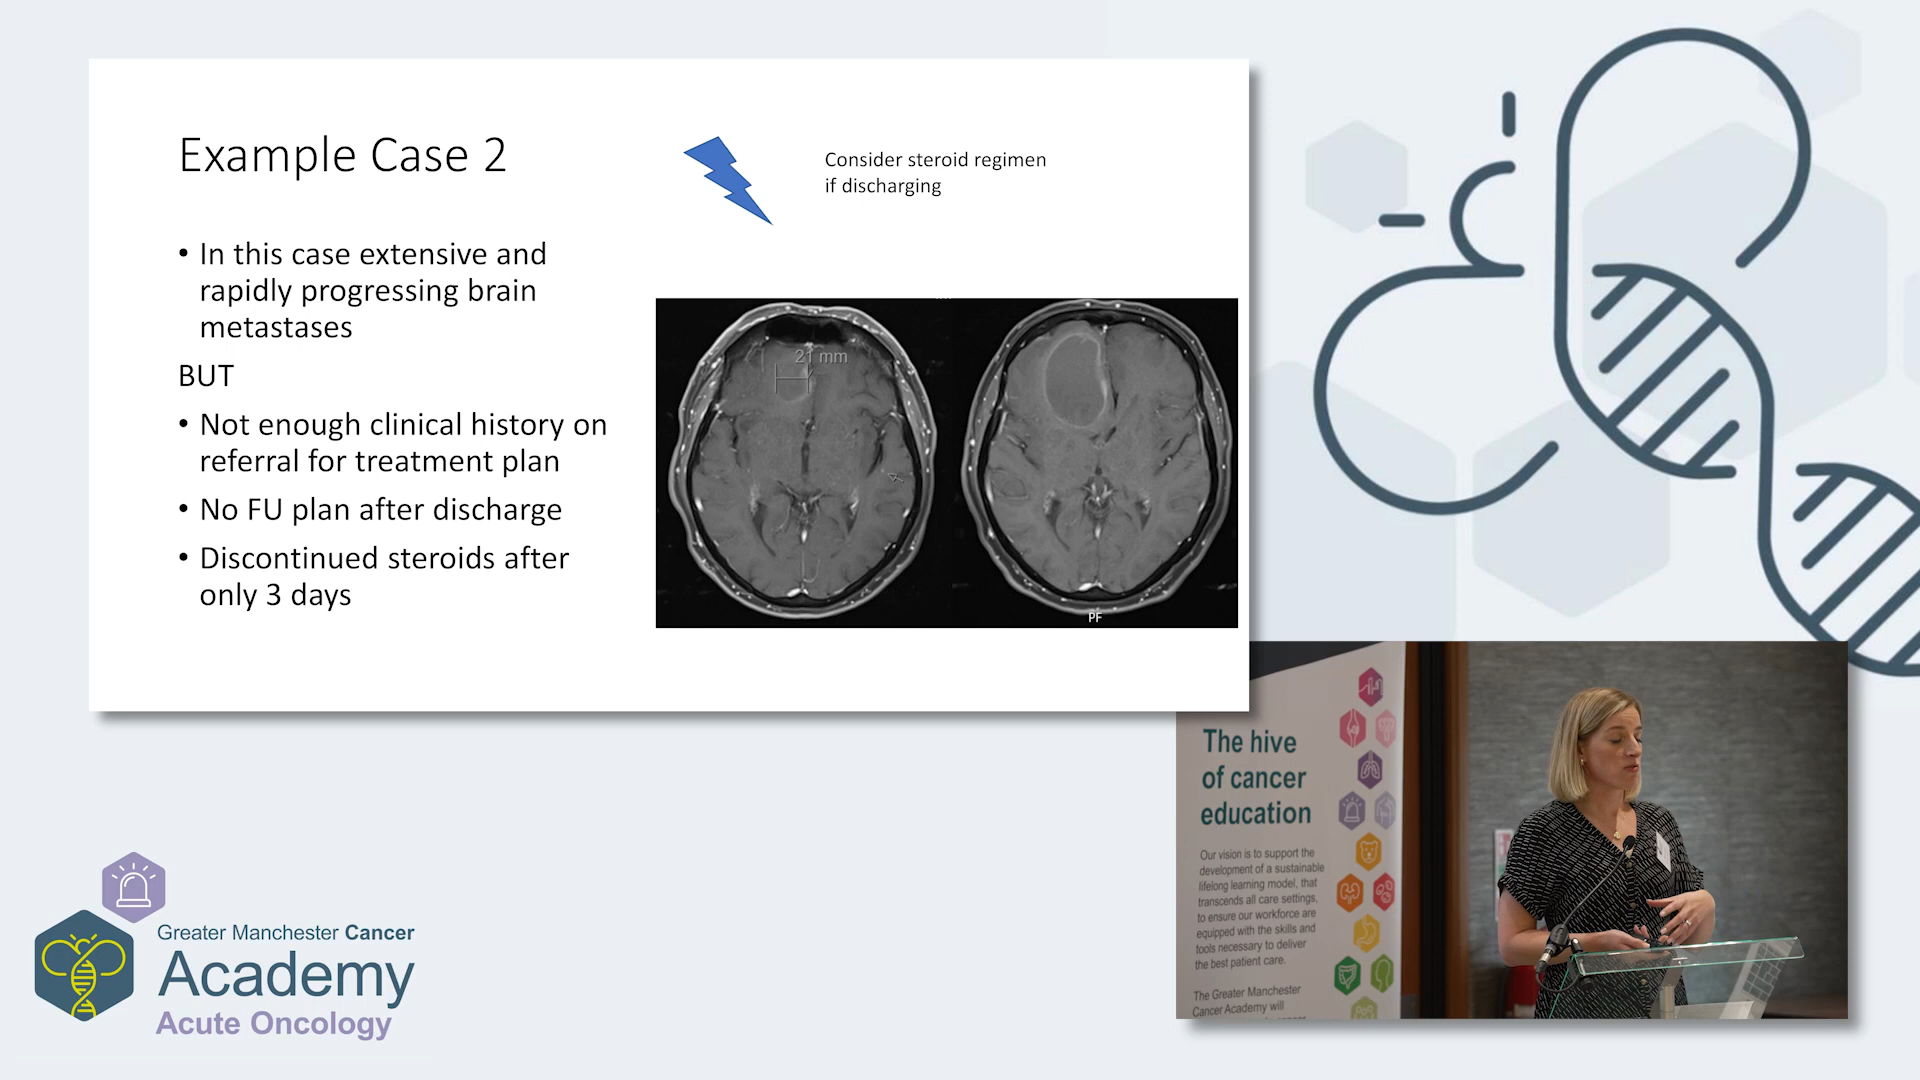 Example Case 2
Consider steroid regimen
if discharging
• In this case extensive and
rapidly progressing brain
metastases
BUT
• Not enough clinical history on
referral for treatment plan
• No FU plan after discharge
• Discontinued steroids after
only 3 days
21 mm
PF
The hive
of cancer
education
Our vision is to support the
development of a sustainable
lifelong learning model, that
transcends all care settings,
to ensure our workforce are
equipped with the skills and
tools necessary to deliver
the best patient care.
The Greater Manchester
Cancer Academy will
Greater Manchester Cancer
Academy
Acute Oncology